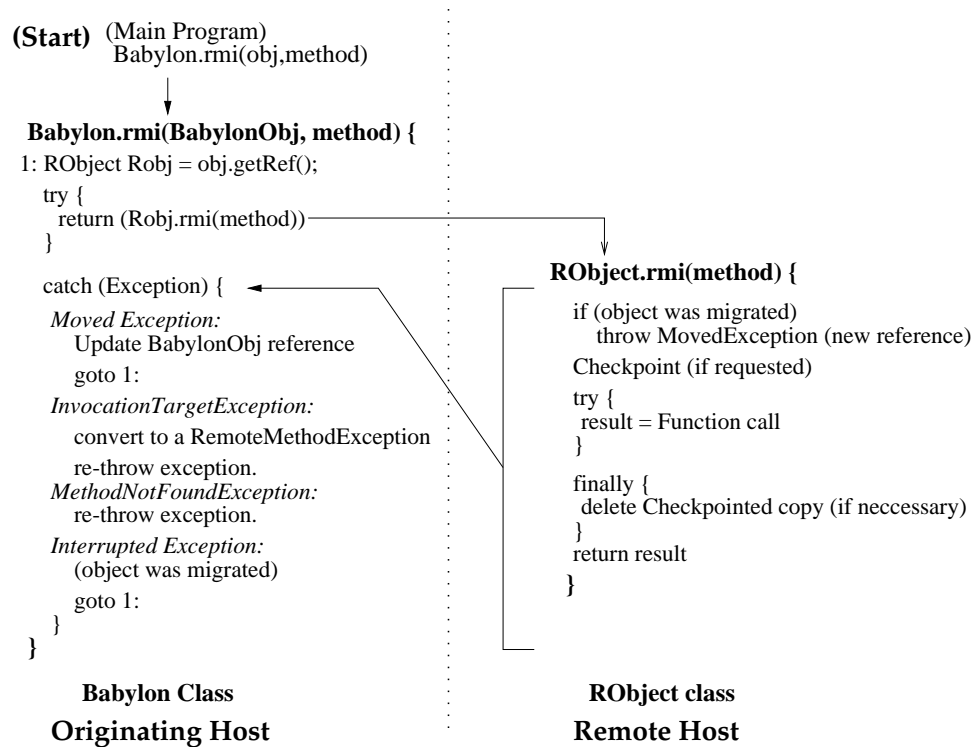 (Start) (Main Program)
Babylon.rmi(obj,method)
Babylon.rmi(BabylonObj, method) {
1: RObject Robj = obj.getRef();
try {
return (Robj.rmi(method))
}
catch (Exception) {
Moved Exception:
Update BabylonObj reference
goto 1:
InvocationTargetException:
convert to a RemoteMethodException
re-throw exception.
MethodNotFoundException:
re-throw exception.
Interrupted Exception:
(object was migrated)
goto 1:
}
}
Babylon Class
Originating Host
RObject.rmi(method) {
if (object was migrated)
throw MovedException (new reference)
Checkpoint (if requested)
try {
result = Function call
}
finally {
delete Checkpointed copy (if neccessary)
}
return result
}
RObject class
Remote Host